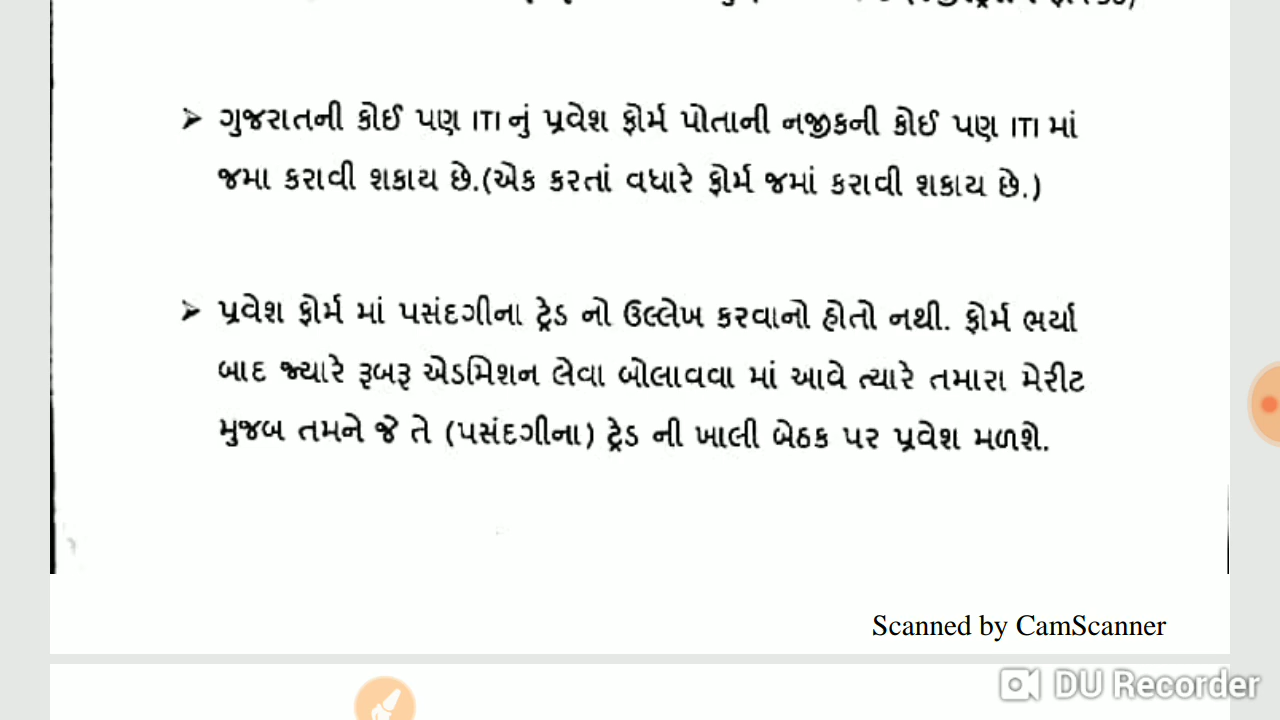 ➢ ગુજરાતની કોઈ પણ ITI નું પ્રવેશ ફોર્મ પોતાની નજીકની કોઈ પણ ITI માં
જમા કરાવી શકાય છે.(એક કરતાં વધારે ફોર્મ જમાં કરાવી શકાય છે.)
➢ પ્રવેશ ફોર્મ માં પસંદગીના ટ્રેડ નો ઉલ્લેખ કરવાનો હોતો નથી. ફોર્મ ભર્યા
બાદ જ્યારે રૂબરૂ એડમિશન લેવા બોલાવવા માં આવે ત્યારે તમારા મેરીટ
મુજબ તમને જે તે (પસંદગીના) ટ્રેડ ની ખાલી બેઠક પર પ્રવેશ મળશે.
Scanned by CamScanner
DU Recorder